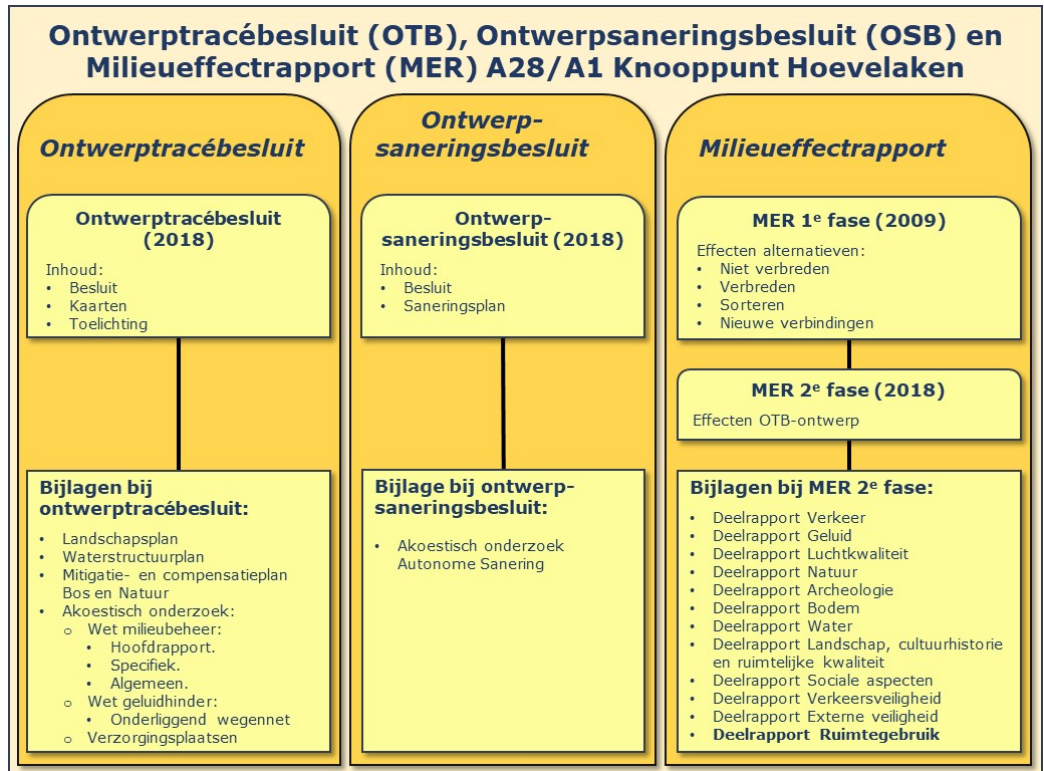 Ontwerptracébesluit (OTB), Ontwerpsaneringsbesluit (OSB) en
Milieueffectrapport (MER) A28/A1 Knooppunt Hoevelaken
Ontwerptracébesluit
Ontwerptracébesluit
(2018)
Inhoud:
• Besluit
• Kaarten
• Toelichting
Bijlagen bij
ontwerptracébesluit:
• Landschapsplan
• Waterstructuurplan
• Mitigatie- en compensatieplan
Bos en Natuur
• Akoestisch onderzoek:
o Wet milieubeheer:
• Hoofdrapport.
• Specifiek.
• Algemeen.
o Wet geluidhinder:
• Onderliggend wegennet
o Verzorgingsplaatsen
Ontwerp-
saneringsbesluit
Ontwerp-
saneringsbesluit (2018)
Inhoud:
• Besluit
• Saneringsplan
Bijlage bij ontwerp-
saneringsbesluit:
• Akoestisch onderzoek
Autonome Sanering
Milieueffectrapport
MER 1e fase (2009)
Effecten alternatieven:
• Niet verbreden
• Verbreden
• Sorteren
• Nieuwe verbindingen
MER 2e fase (2018)
Effecten OTB-ontwerp
Bijlagen bij MER 2e fase:
• Deelrapport Verkeer
• Deelrapport Geluid
• Deelrapport Luchtkwaliteit
• Deelrapport Natuur
• Deelrapport Archeologie
• Deelrapport Bodem
• Deelrapport Water
• Deelrapport Landschap, cultuurhistorie
en ruimtelijke kwaliteit
• Deelrapport Sociale aspecten
• Deelrapport Verkeersveiligheid
• Deelrapport Externe veiligheid
• Deelrapport Ruimtegebruik